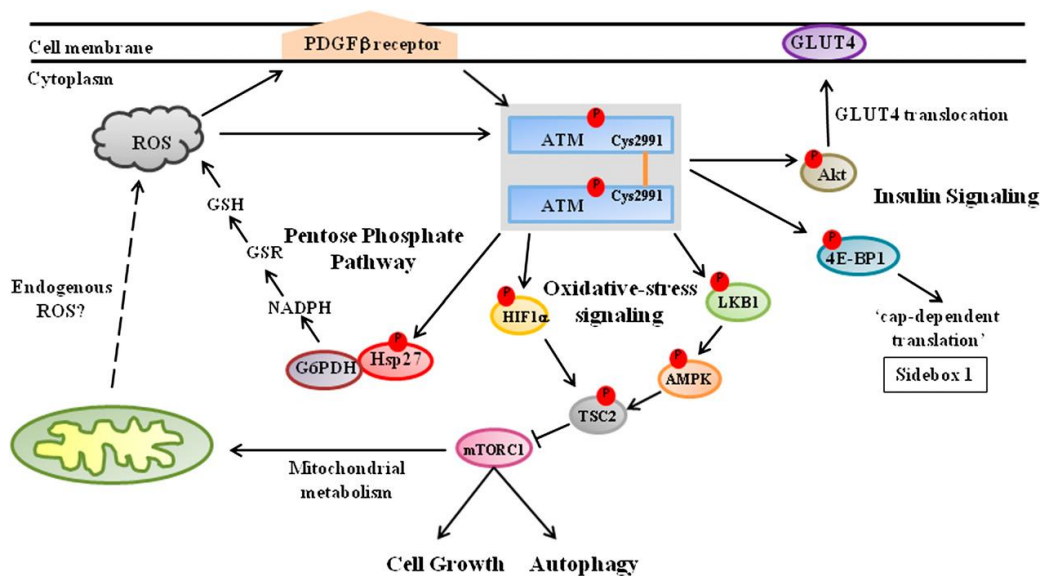 Cell membrane
PDGFβ receptor
GLUT4
Cytoplasm
ROS
P
ATM
Cys2991
P
ATM
Cys2991
GLUT4 translocation
P
Akt
Insulin Signaling
GSH
GSR
NADPH
Pentose Phosphate
Pathway
P
4E-BP1
Endogenous
ROS?
P
HIF1α
Oxidative-stress
signaling
P
LKB1
'cap-dependent
translation'
Sidebox 1
G6PDH
P
Hsp27
P
AMPK
P
TSC2
mTORC1
Mitochondrial
metabolism
Cell Growth
Autophagy